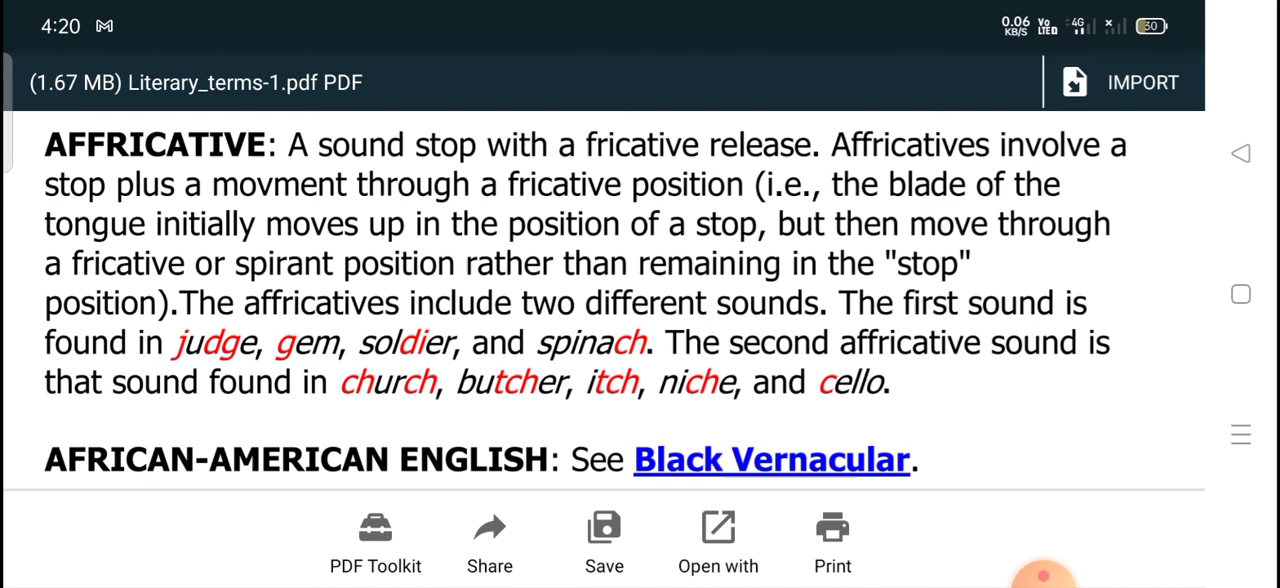 4:20
0.06 KB/S Vo LTE D 4G 30
(1.67 MB) Literary_terms-1.pdf PDF
IMPORT
AFFRICATIVE: A sound stop with a fricative release. Affricatives involve a
stop plus a movment through a fricative position (i.e., the blade of the
tongue initially moves up in the position of a stop, but then move through
a fricative or spirant position rather than remaining in the "stop"
position).The affricatives include two different sounds. The first sound is
found in judge, gem, soldier, and spinach. The second affricative sound is
that sound found in church, butcher, itch, niche, and cello.
AFRICAN-AMERICAN ENGLISH: See Black Vernacular.
PDF Toolkit Share Save Open with Print